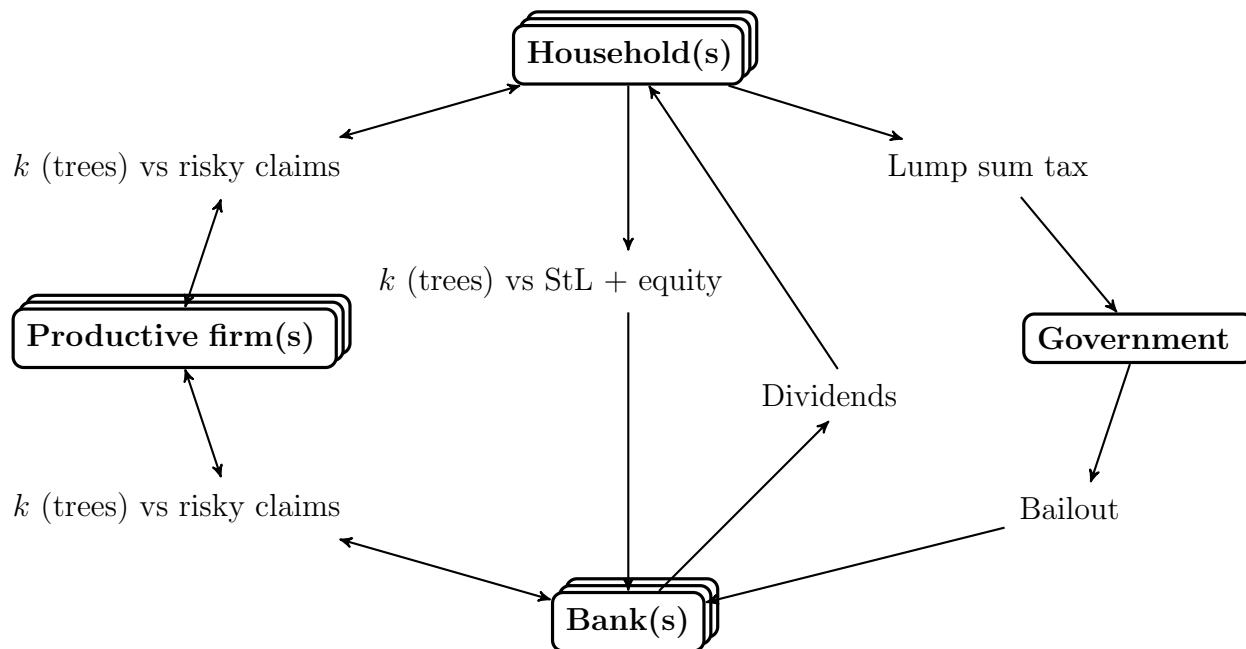 Household(s)
k (trees) vs risky claims
Lump sum tax
k (trees) vs StL + equity
Productive firm(s)
Government
Dividends
k (trees) vs risky claims
Bailout
Bank(s)